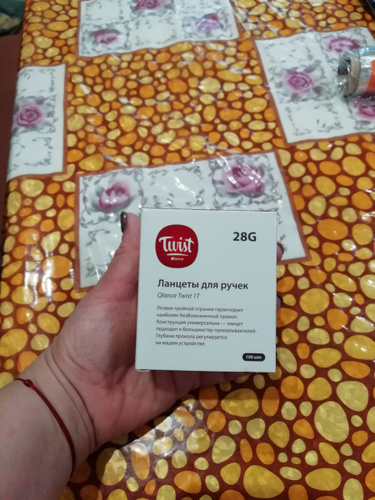 Twist
Qlance
28G
Ланцеты для ручек
Qlance Twist 1T
Лезвие тройной огранки гарантирует
наиболее безболезненный прокол.
Конструкция универсальна — ланцет
подходит к большинству прокалывателей.
Глубина прокола регулируется
на вашем устройстве.
100 шт